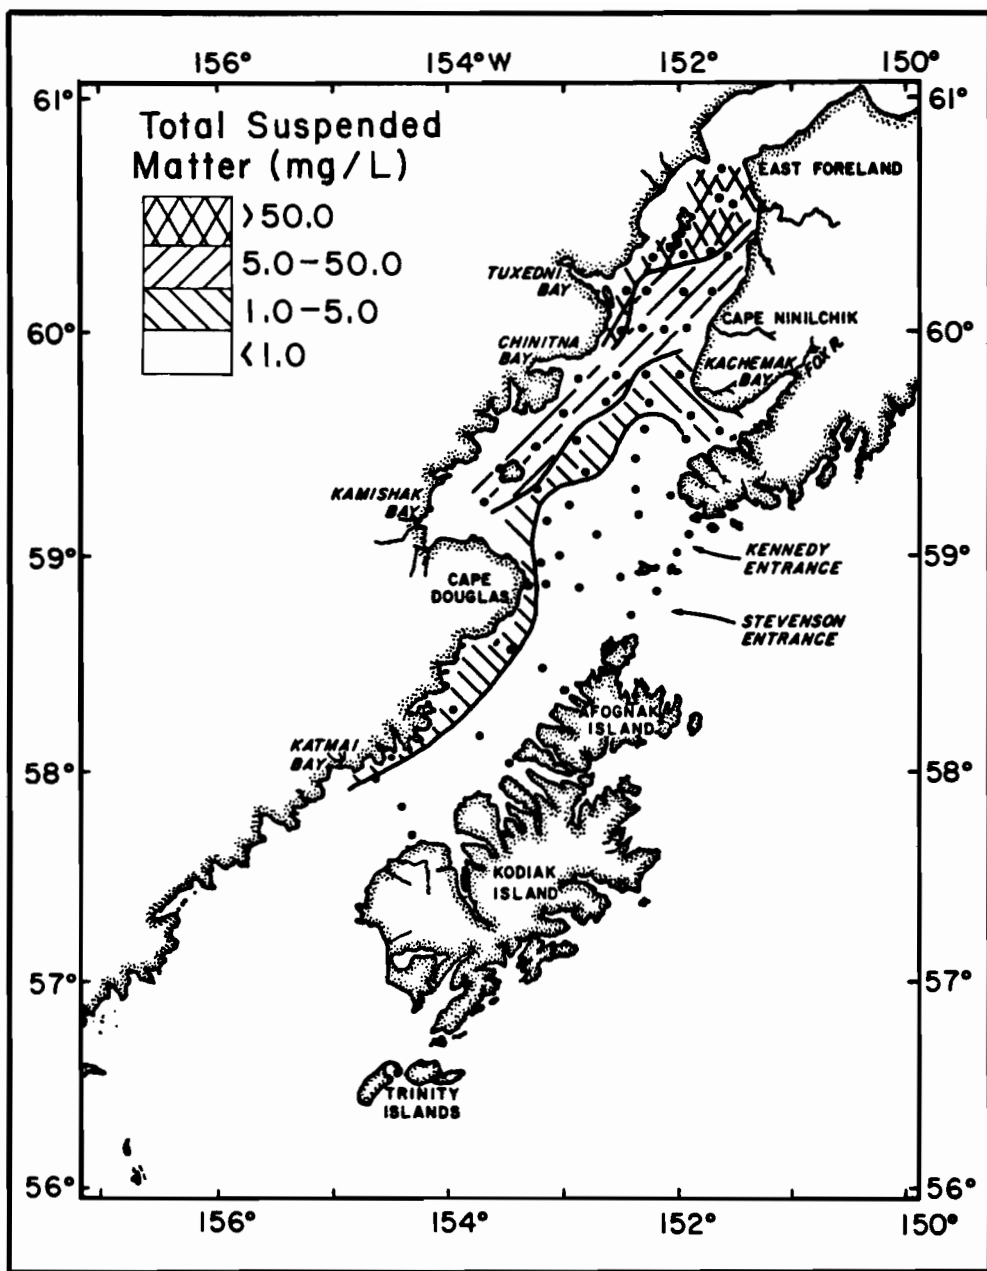 156° 154°W 152° 150°
61° 61°
Total Suspended
Matter (mg/L)
>50.0
5.0-50.0
1.0-5.0
<1.0
EAST FORELAND
TUXEDNI
BAY
60° 60°
CAPE NINILCHIK
CHINITNA
BAY
KACHEMAK
BAY
FOX R.
KAMISHAK
BAY
59° 59°
KENNEDY
ENTRANCE
CAPE
DOUGLAS
STEVENSON
ENTRANCE
AFOGNAK
ISLAND
KATMAI
BAY
58° 58°
KODIAK
ISLAND
57° 57°
TRINITY
ISLANDS
56° 56°
156° 154° 152° 150°